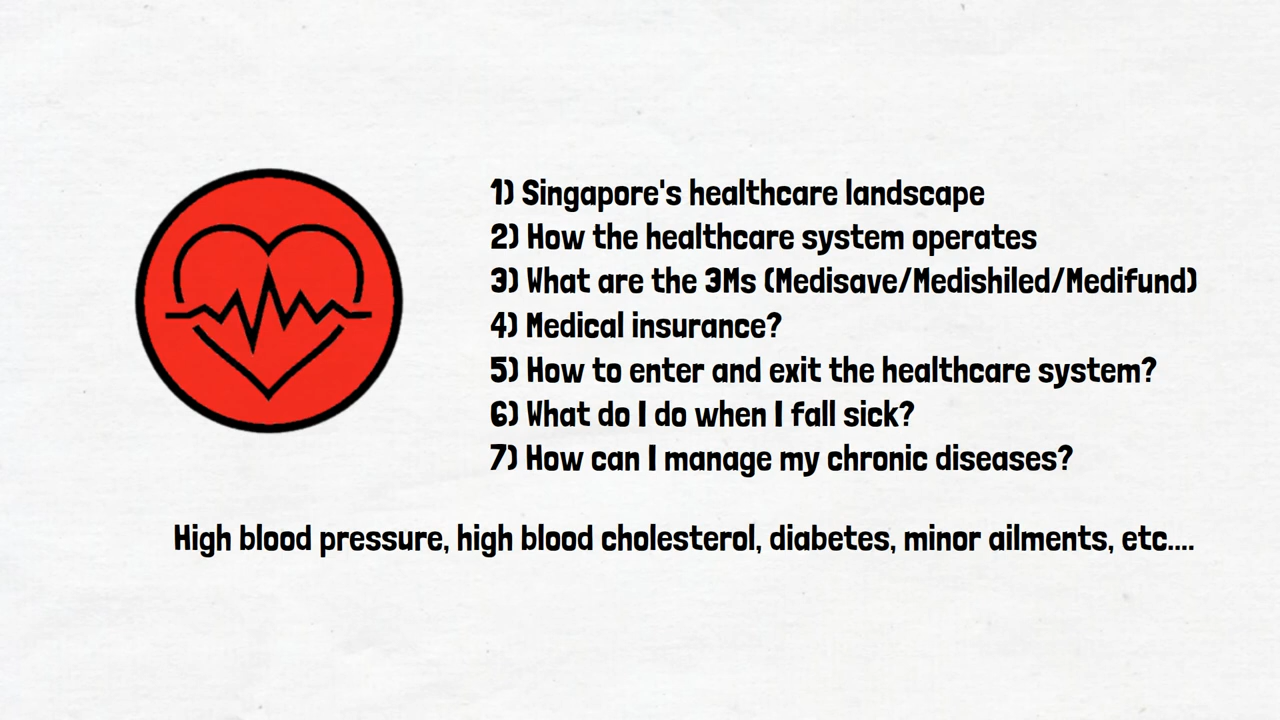 1) Singapore's healthcare landscape
2) How the healthcare system operates
3) What are the 3Ms (Medisave/Medishiled/Medifund)
4) Medical insurance?
5) How to enter and exit the healthcare system?
6) What do I do when I fall sick?
7) How can I manage my chronic diseases?
High blood pressure, high blood cholesterol, diabetes, minor ailments, etc....